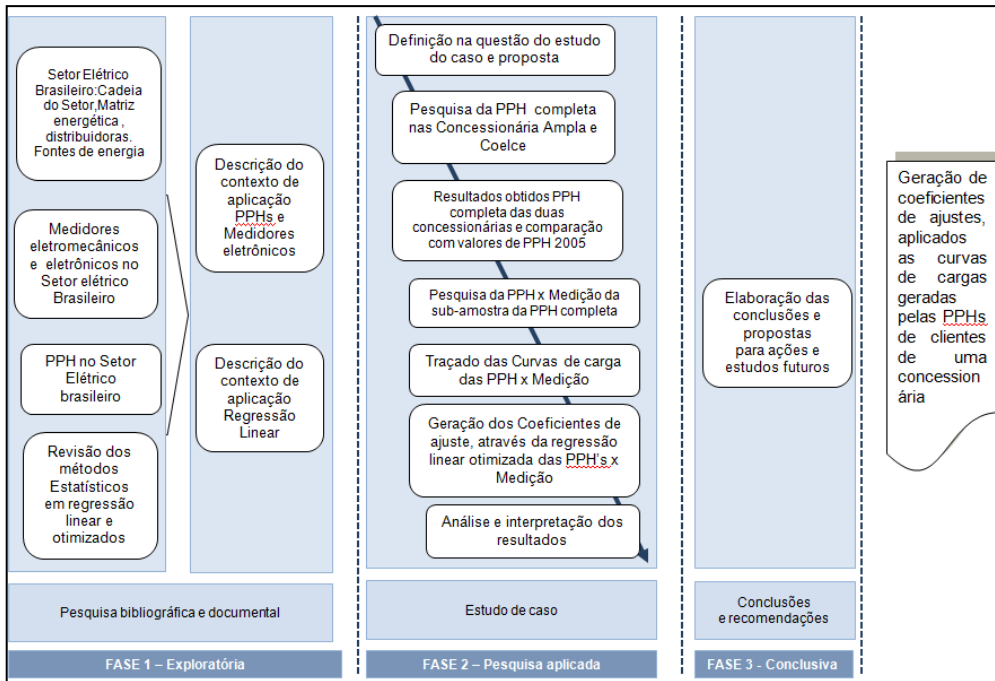 Setor Elétrico
Brasileiro:Cadeia
do Setor,Matriz
energética ,
distribuidoras.
Fontes de energia
Medidores
eletromecânicos
e eletrônicos no
Setor elétrico
Brasileiro
PPH no Setor
Elétrico
brasileiro
Revisão dos
métodos
Estatísticos
em regressão
linear e
otimizados
Descrição do
contexto de
aplicação
PPHs e
Medidores
eletrônicos
Descrição do
contexto de
aplicação
Regressão
Linear
Pesquisa bibliográfica e documental
FASE 1 – Exploratória
Definição na questão do estudo
do caso e proposta
Pesquisa da PPH completa
nas Concessionária Ampla e
Coelce
Resultados obtidos PPH
completa das duas
concessionárias e comparação
com valores de PPH 2005
Pesquisa da PPH x Medição da
sub-amostra da PPH completa
Traçado das Curvas de carga
das PPH x Medição
Geração dos Coeficientes de
ajuste, através da regressão
linear otimizada das PPH's x
Medição
Análise e interpretação dos
resultados
Estudo de caso
FASE 2 – Pesquisa aplicada
Elaboração das
conclusões e
propostas
para ações e
estudos futuros
Conclusões
e recomendações
FASE 3 - Conclusiva
Geração de
coeficientes
de ajustes,
aplicados
as curvas
de cargas
geradas
pelas PPHs
de clientes
de uma
concession
ária